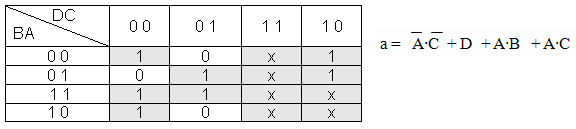 DC
BA 0 0 0 1 1 1 1 0
0 0 1 0 x 1
0 1 0 1 x 1
1 1 1 1 x x
1 0 1 0 x x
a = A̅·C̅ + D + A·B + A·C